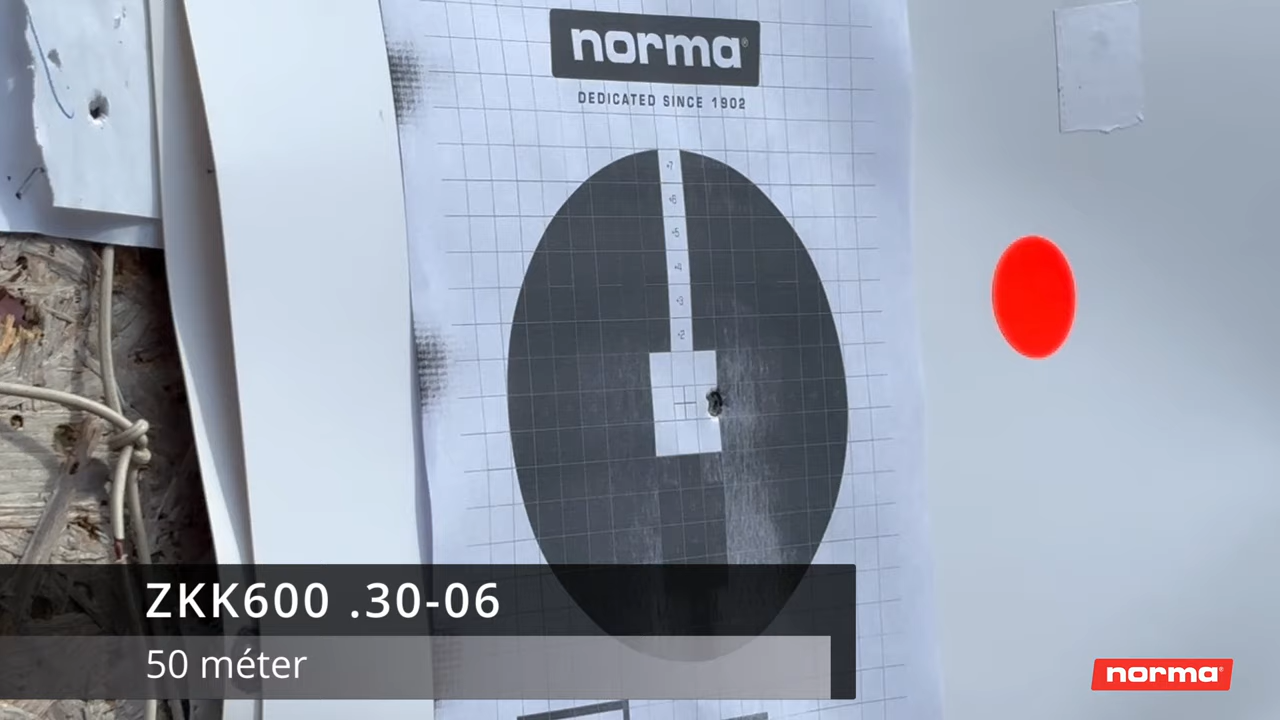 norma®
DEDICATED SINCE 1902
+7
+6
+5
+4
+3
+2
ZKK600 .30-06
50 méter
norma®